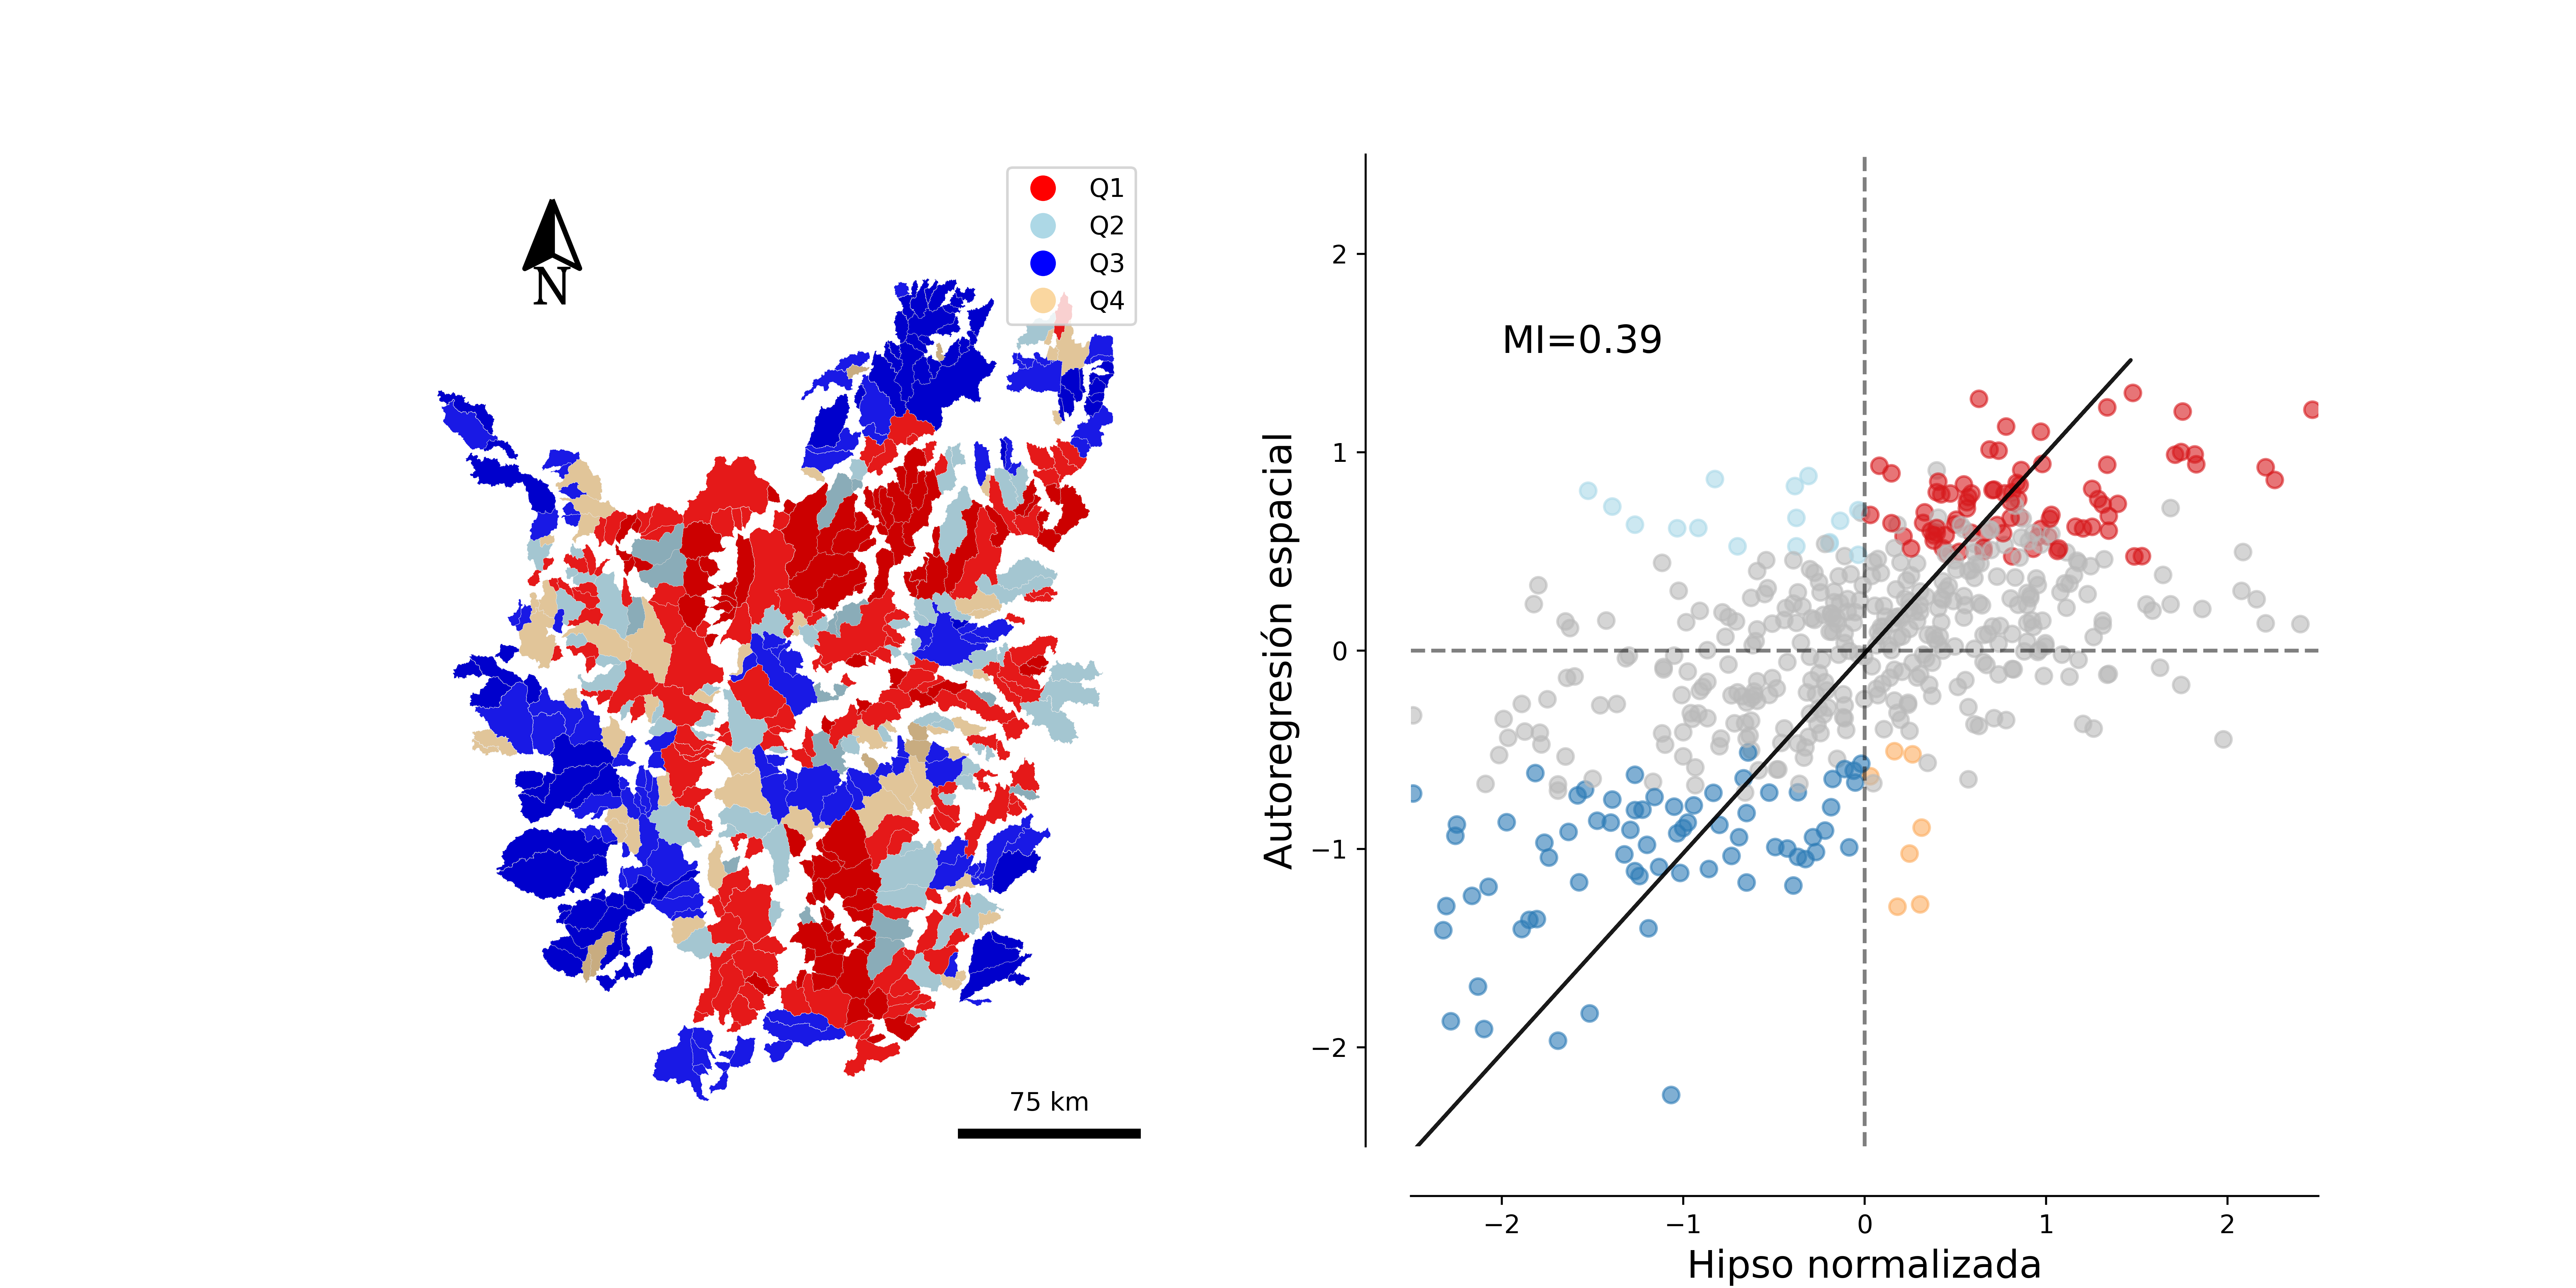 N
Q1
Q2
Q3
Q4
75 km
MI=0.39
Autoregresión espacial
2
1
0
−1
−2
−2
−1
0
1
2
Hipso normalizada